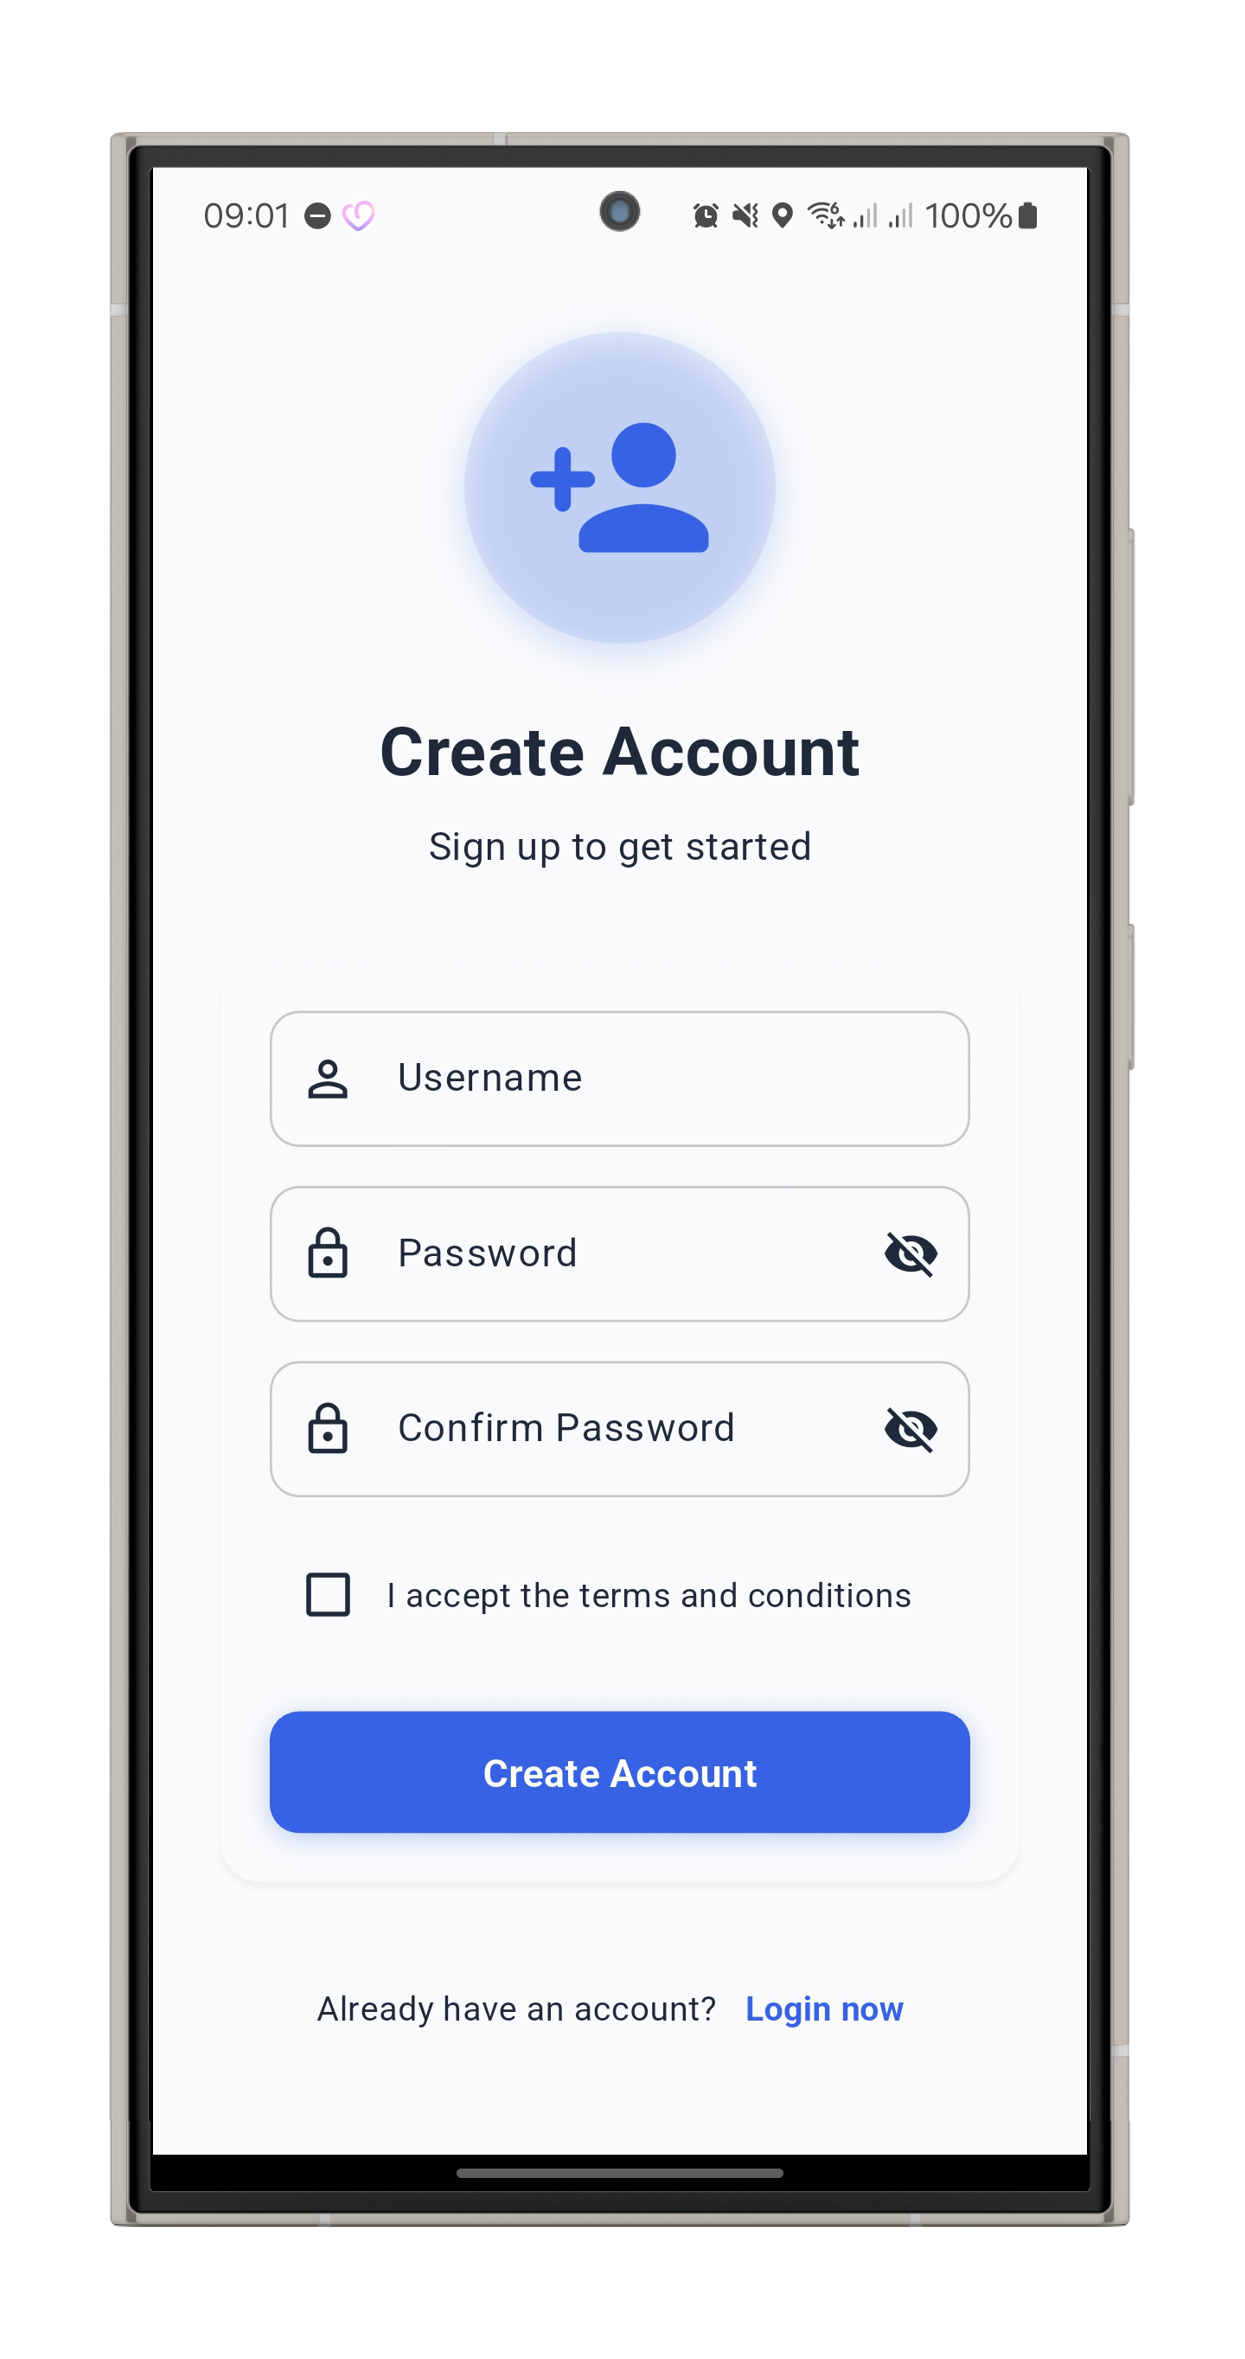 09:01 6 100%
Create Account
Sign up to get started
Username
Password
Confirm Password
I accept the terms and conditions
Create Account
Already have an account? Login now